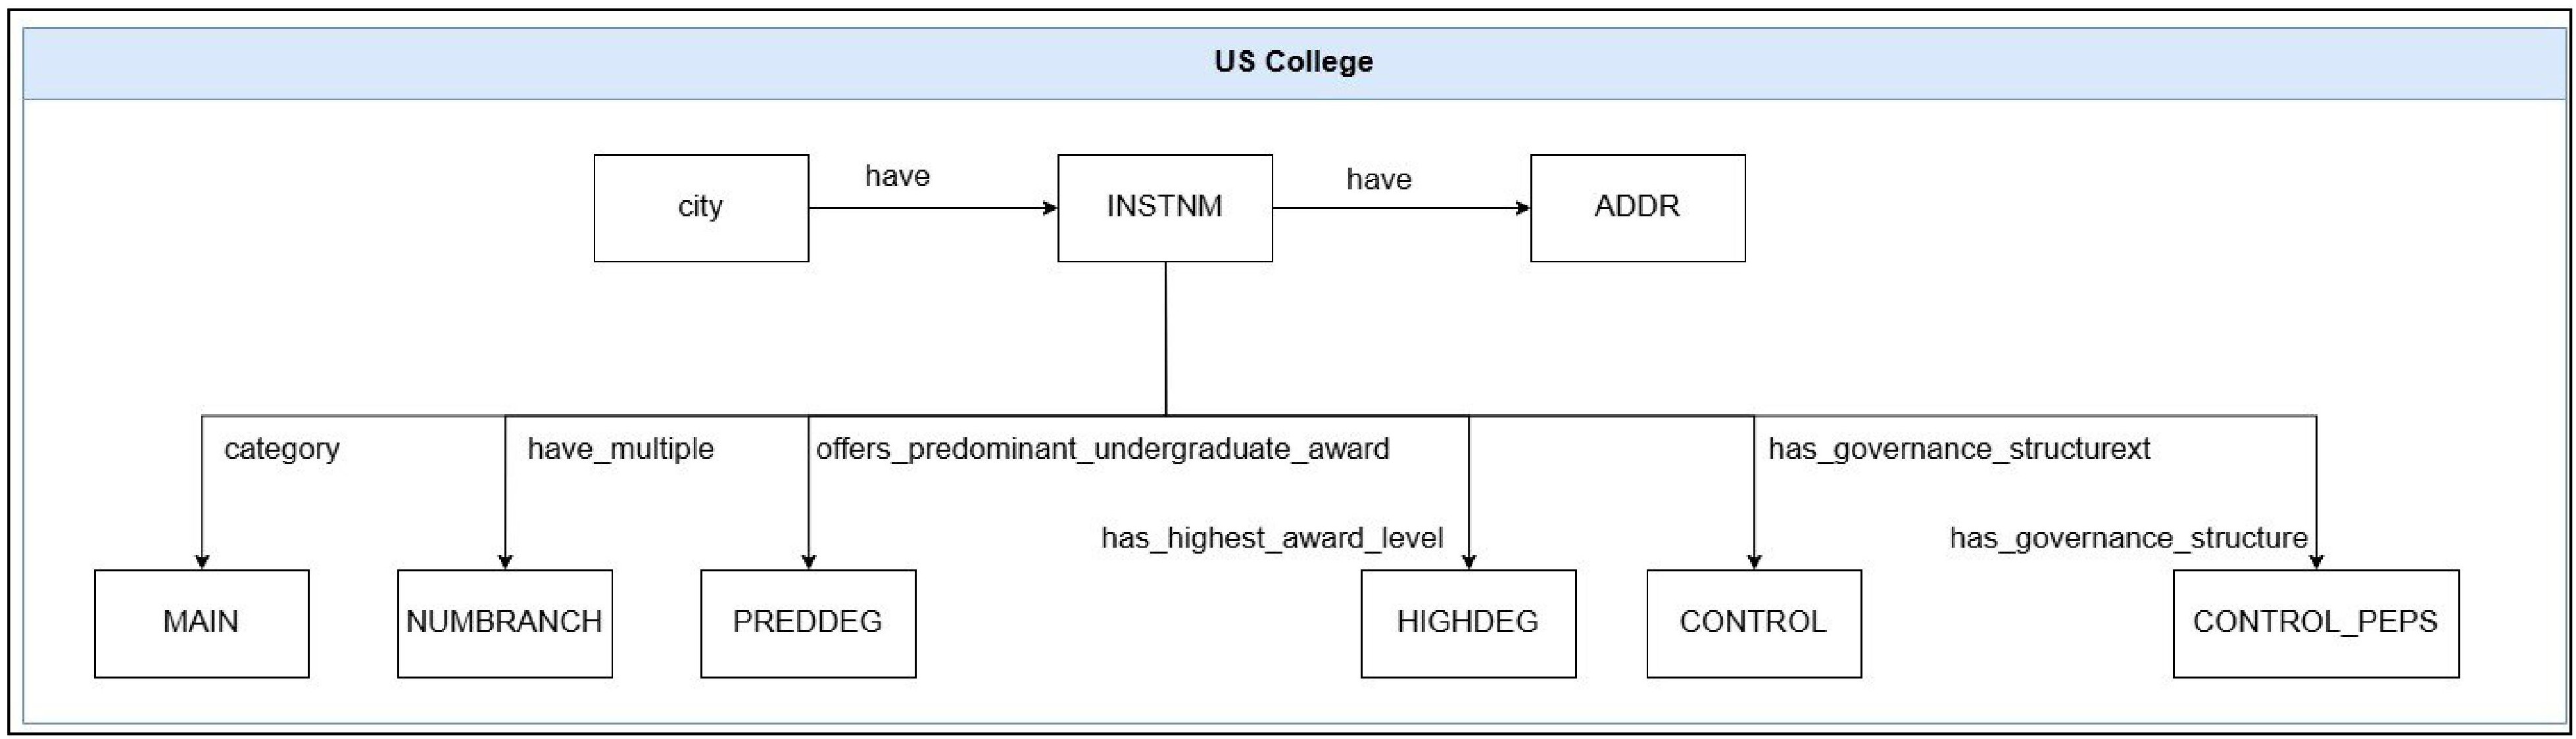 US College
have
have
city
INSTNM
ADDR
category
have_multiple
offers_predominant_undergraduate_award
has_governance_structurext
has_highest_award_level
has_governance_structure
MAIN
NUMBRANCH
PREDDEG
HIGHDEG
CONTROL
CONTROL_PEPS